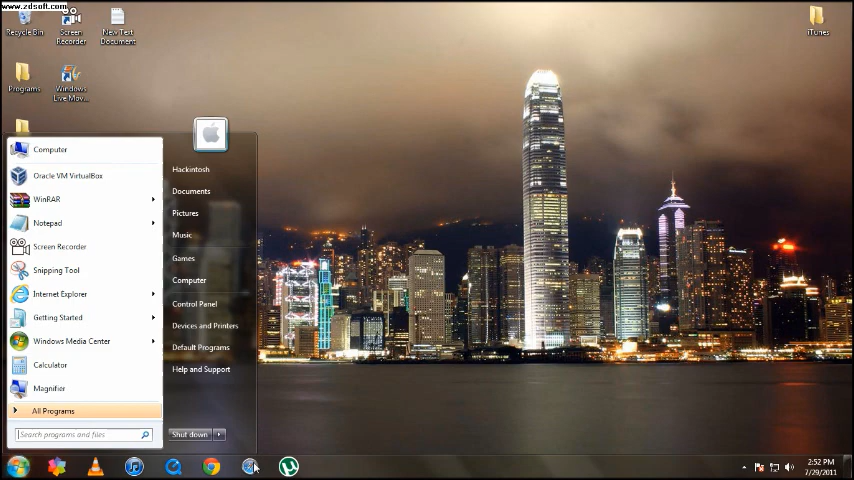 www.zdsoft.com
Recycle Bin
Screen
Recorder
New Text
Document
iTunes
Programs
Windows
Live Mov...
Computer
Oracle VM VirtualBox
WinRAR
Notepad
Screen Recorder
Snipping Tool
Internet Explorer
Getting Started
Windows Media Center
Calculator
Magnifier
All Programs
Search programs and files
Hackintosh
Documents
Pictures
Music
Games
Computer
Control Panel
Devices and Printers
Default Programs
Help and Support
Shut down
2:52 PM
7/29/2011